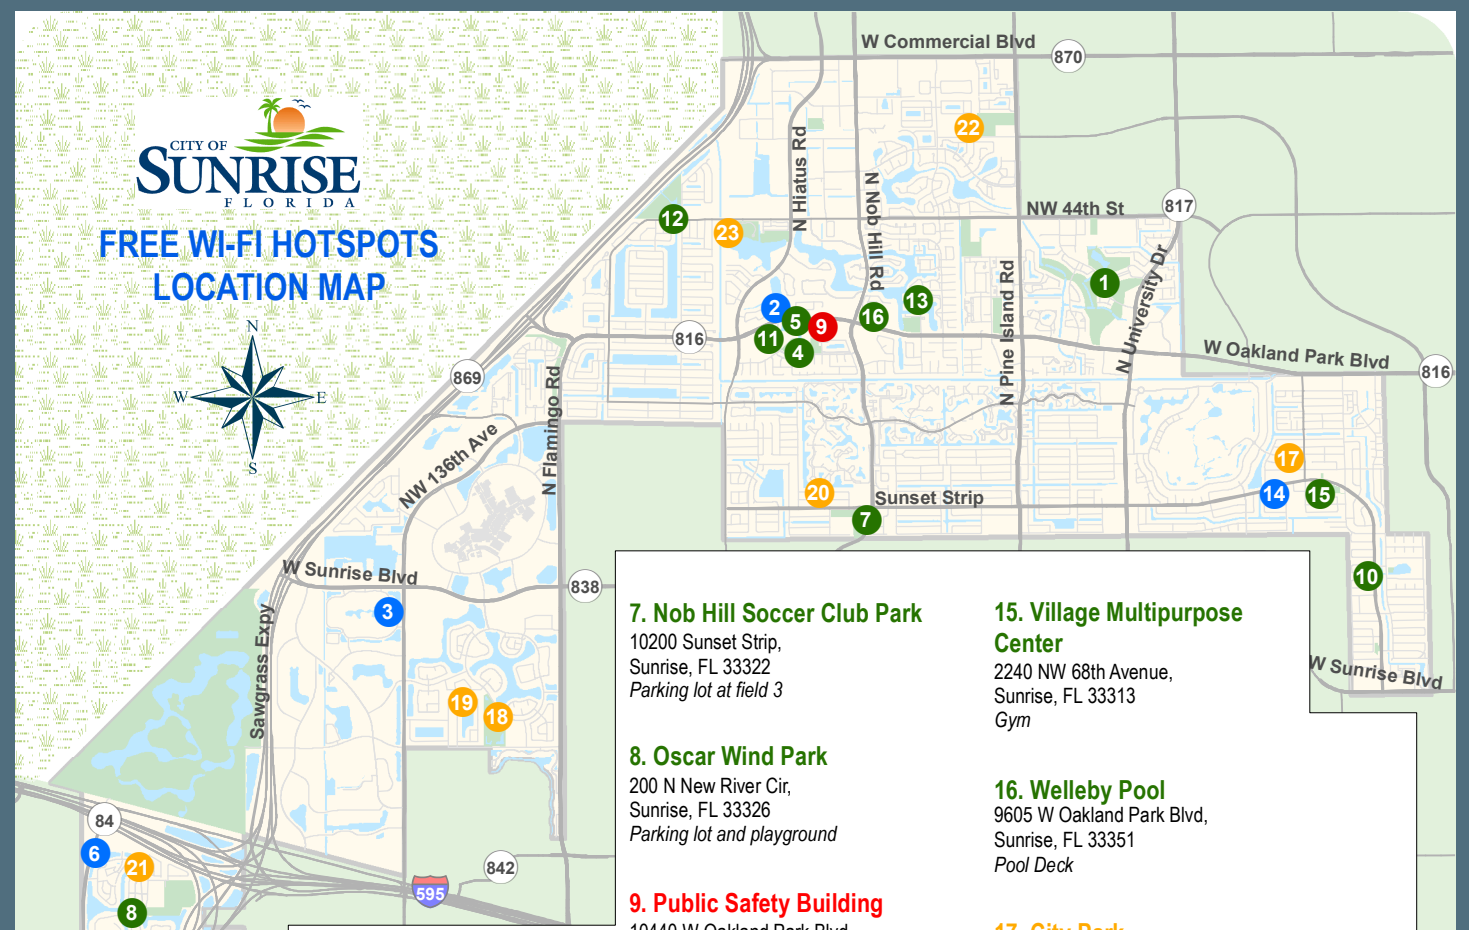 CITY OF
SUNRISE
FLORIDA
FREE WI-FI HOTSPOTS
LOCATION MAP
N
W
E
S
W Commercial Blvd
870
22
N Hiatus Rd
N Nob Hill Rd
NW 44th St
817
12
23
N Pine Island Rd
N University Dr
1
2
5
9
13
16
11
4
816
W Oakland Park Blvd
816
869
N Flamingo Rd
NW 136th Ave
17
20
Sunset Strip
14
15
7
10
W Sunrise Blvd
838
3
Sawgrass Expy
W Sunrise Blvd
19
18
84
6
21
8
842
595
7. Nob Hill Soccer Club Park
10200 Sunset Strip,
Sunrise, FL 33322
Parking lot at field 3
8. Oscar Wind Park
200 N New River Cir,
Sunrise, FL 33326
Parking lot and playground
9. Public Safety Building
10440 W Oakland Park Blvd
15. Village Multipurpose
Center
2240 NW 68th Avenue,
Sunrise, FL 33313
Gym
16. Welleby Pool
9605 W Oakland Park Blvd,
Sunrise, FL 33351
Pool Deck
17. City Park